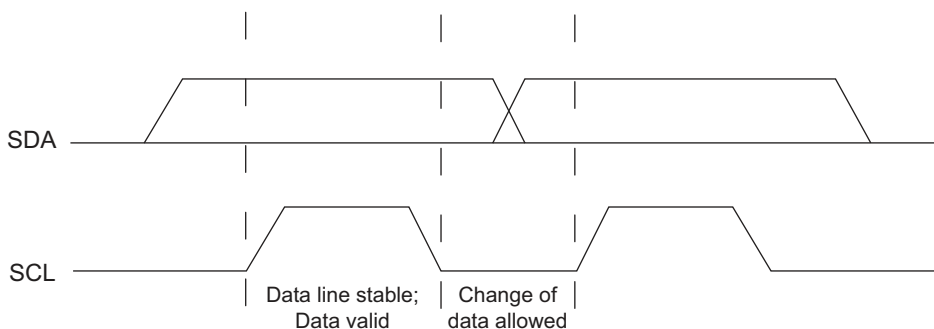 SDA
SCL
Data line stable;
Data valid
Change of
data allowed